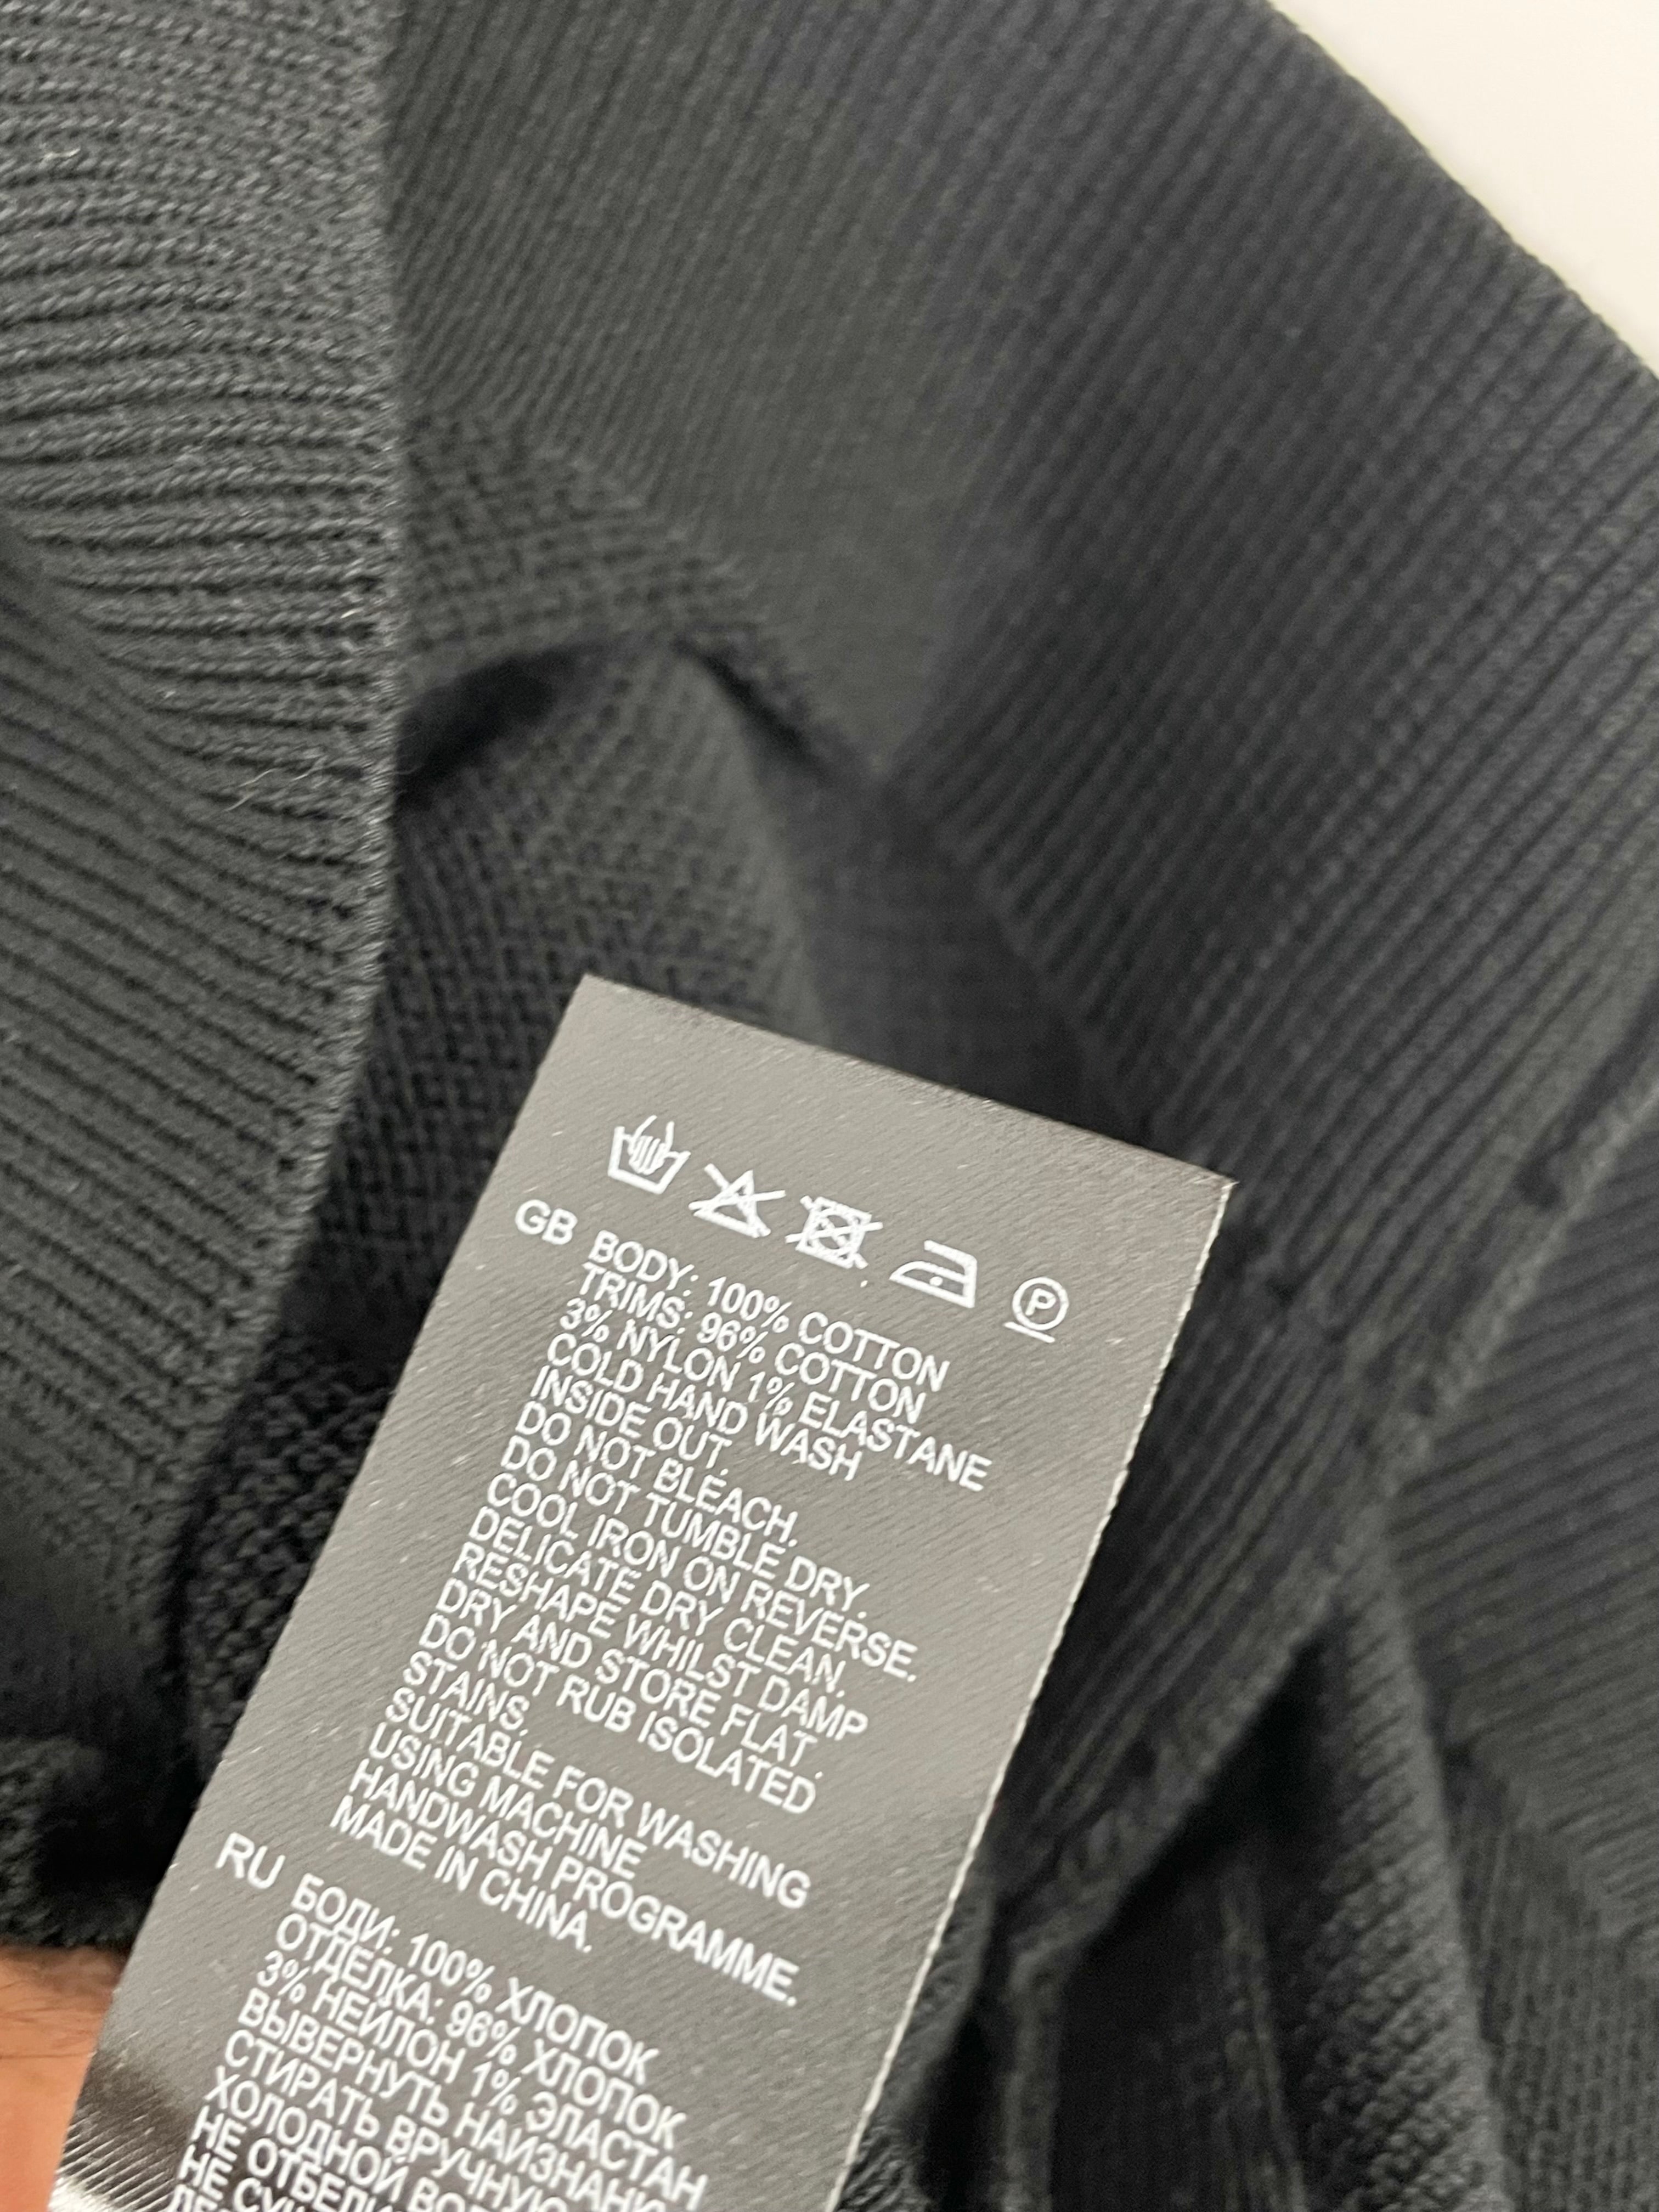 P
GB BODY: 100% COTTON
TRIMS: 96% COTTON
3% NYLON 1% ELASTANE
COLD HAND WASH
INSIDE OUT.
DO NOT BLEACH.
DO NOT TUMBLE DRY.
COOL IRON ON REVERSE.
DELICATE DRY CLEAN.
RESHAPE WHILST DAMP
DRY AND STORE FLAT.
DO NOT RUB ISOLATED
STAINS.
SUITABLE FOR WASHING
USING MACHINE
HANDWASH PROGRAMME.
MADE IN CHINA.
RU БОДИ: 100% ХЛОПОК
ОТДЕЛКА: 96% ХЛОПОК
3% НЕЙЛОН 1% ЭЛАСТАН
ВЫВЕРНУТЬ
СТИРАТЬ
ХОЛОДНОЙ
НЕ
НЕ